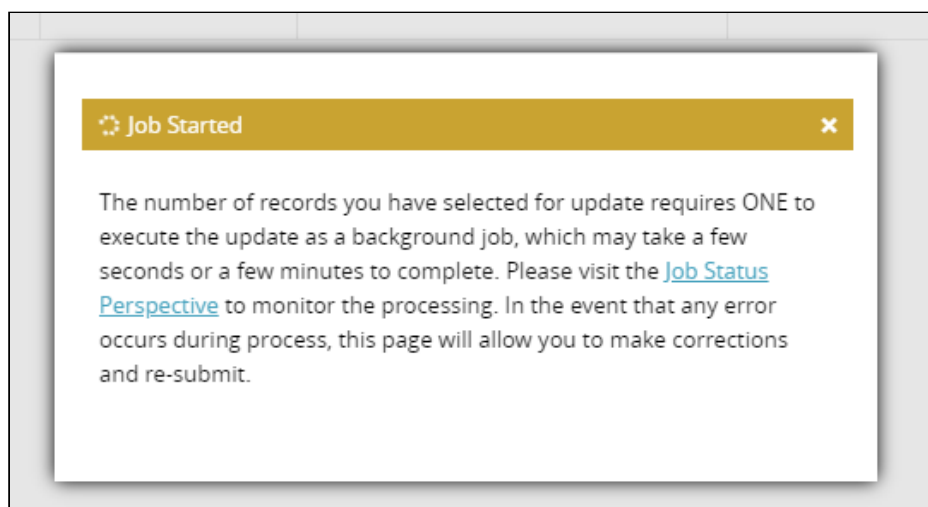 Job Started
The number of records you have selected for update requires ONE to
execute the update as a background job, which may take a few
seconds or a few minutes to complete. Please visit the Job Status
Perspective to monitor the processing. In the event that any error
occurs during process, this page will allow you to make corrections
and re-submit.